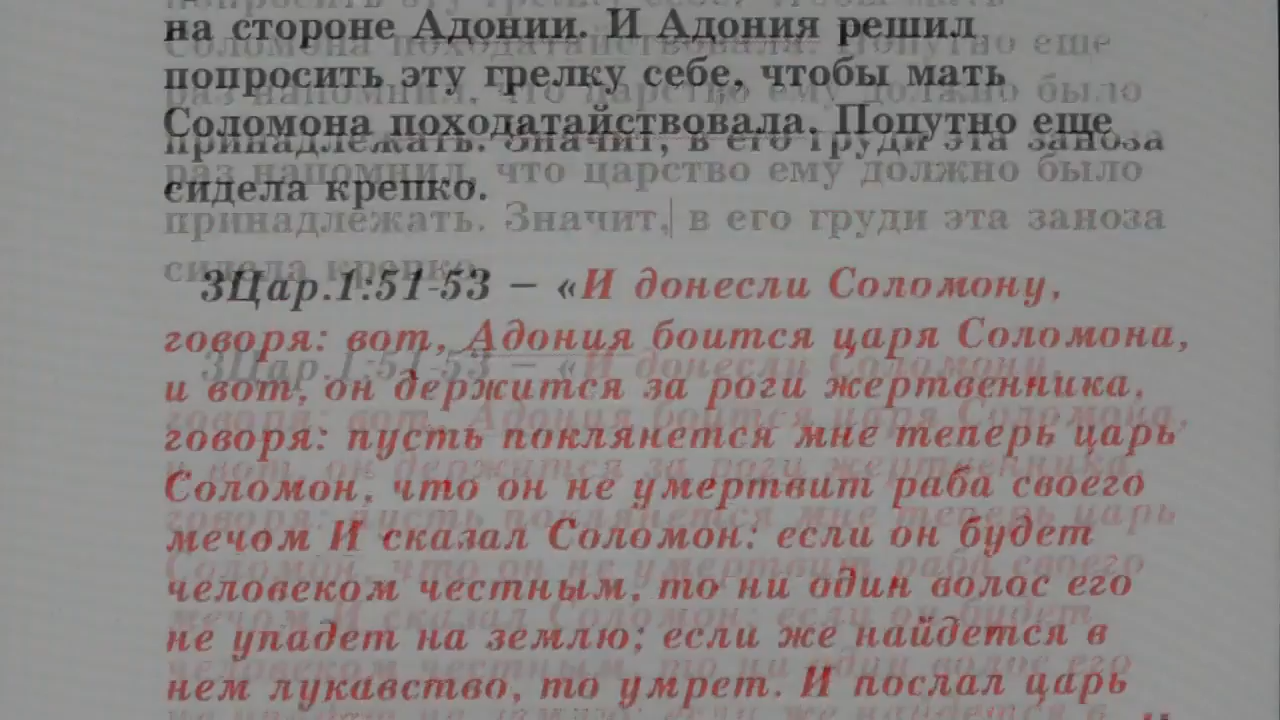 на стороне Адонии. И Адония решил
попросить эту грелку себе, чтобы мать
Соломона походатайствовала. Попутно еще
раз напомнил, что царство ему должно было
принадлежать. Значит, в его груди эта заноза
сидела крепко.
3Цар.1:51-53 – «И донесли Соломону,
говоря: вот, Адония боится царя Соломона,
и вот, он держится за роги жертвенника,
говоря: пусть поклянется мне теперь царь
Соломон, что он не умертвит раба своего
мечом И сказал Соломон: если он будет
человеком честным, то ни один волос его
не упадет на землю; если же найдется в
нем лукавство, то умрет. И послал царь